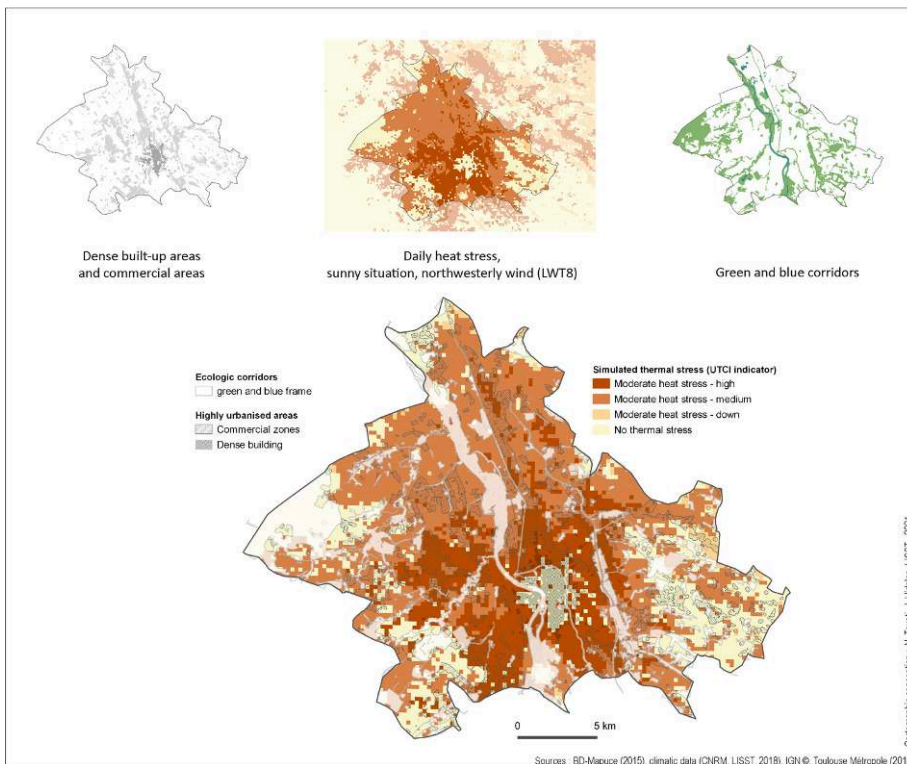 Dense built-up areas
and commercial areas
Daily heat stress,
sunny situation, northwesterly wind (LWT8)
Green and blue corridors
Ecologic corridors
green and blue frame
Highly urbanised areas
Commercial zones
Dense building
Simulated thermal stress (UTCI indicator)
Moderate heat stress - high
Moderate heat stress - medium
Moderate heat stress - down
No thermal stress
0 5 km
Sources : BD-Mapuce (2015), climatic data (CNRM, LISST, 2018), IGN ©, Toulouse Métropole (201